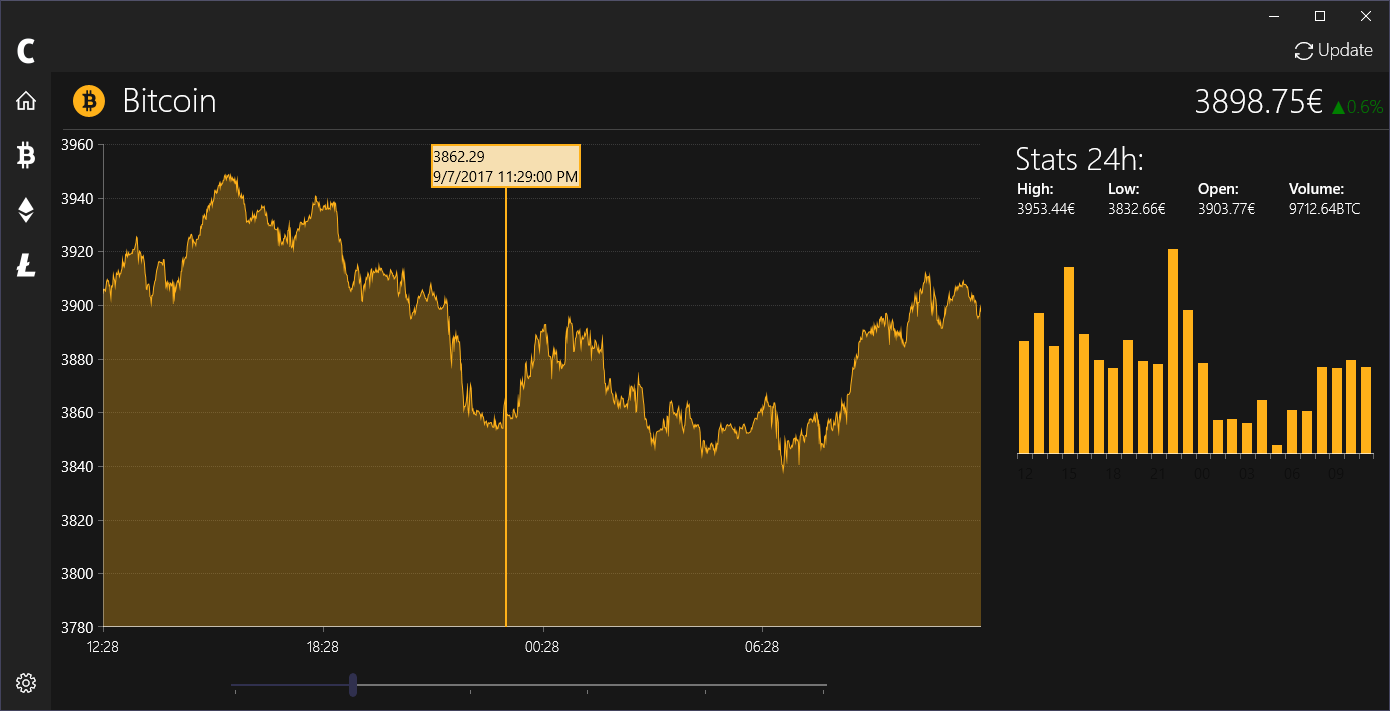 C
Update
Bitcoin
3898.75€ ▲0.6%
3960
3940
3920
3900
3880
3860
3840
3820
3800
3780
12:28 18:28 00:28 06:28
3862.29
9/7/2017 11:29:00 PM
Stats 24h:
High: Low: Open: Volume:
3953.44€ 3832.66€ 3903.77€ 9712.64BTC
12 15 18 21 00 03 06 09